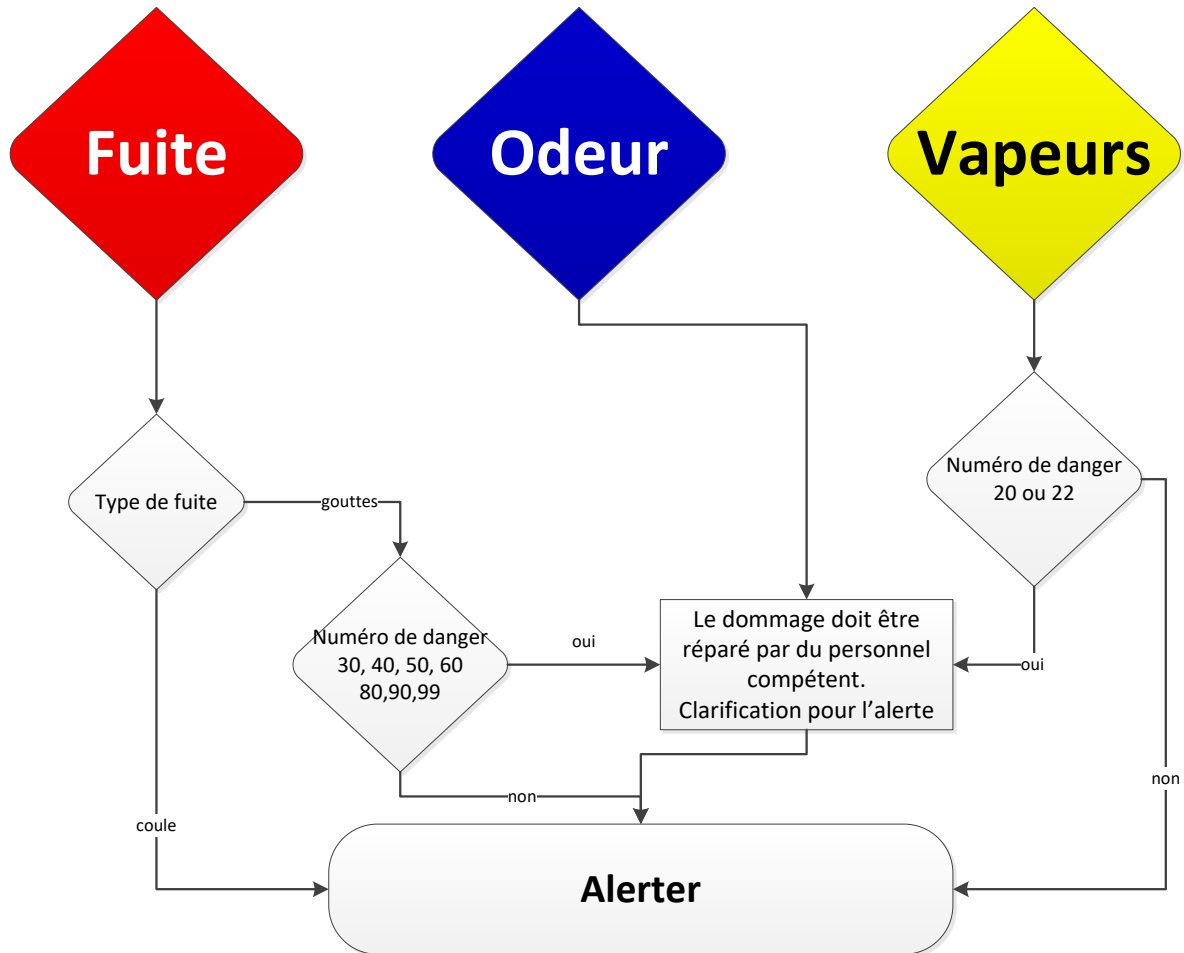 Fuite
Odeur
Vapeurs
Type de fuite
gouttes
Numéro de danger
20 ou 22
Numéro de danger
30, 40, 50, 60
80,90,99
oui
Le dommage doit être
réparé par du personnel
compétent.
Clarification pour l’alerte
oui
non
non
coule
Alerter